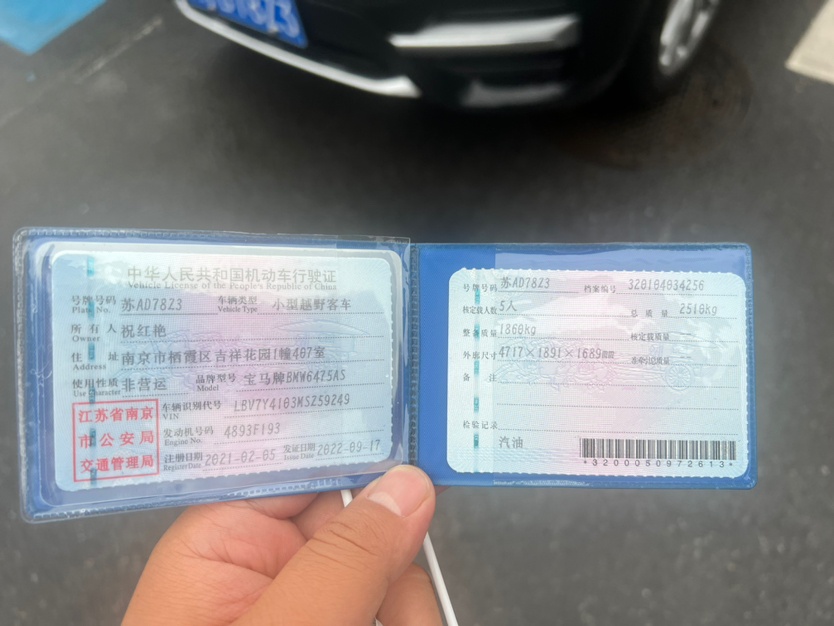 中华人民共和国机动车行驶证
Vehicle License of the People's Republic of China
号牌号码 苏AD78Z3 车辆类型 小型越野客车
Plate No. Vehicle Type
所有人 祝红艳
Owner
住址 南京市栖霞区吉祥花园1幢407室
Address
使用性质 非营运 品牌型号 宝马牌BMW6475AS
Use Character Model
江苏省南京
市公安局
交通管理局
车辆识别代号 LBV7Y4103MSZ59249
VIN
发动机号码 4893F193
Engine No.
注册日期 2021-02-05 发证日期 2022-09-17
Register Date Issue Date
号牌号码 苏AD78Z3 档案编号 320104034256
核定载人数 5人 总质量 2510kg
整备质量 1860kg 核定载质量 --
外廓尺寸 4717×1891×1689mm 准牵引总质量 --
备注
检验记录
汽油
*3200050972613*